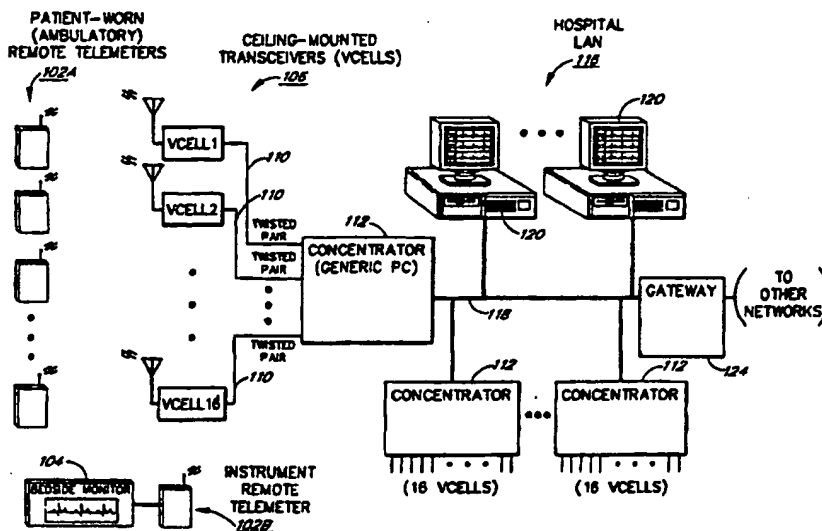 PATIENT-WORN
(AMBULATORY)
REMOTE TELEMETERS
102A
CEILING-MOUNTED
TRANSCEIVERS (VCELLS)
106
HOSPITAL
LAN
116
120
VCELL1
110
VCELL2
110
TWISTED
PAIR
TWISTED
PAIR
TWISTED
PAIR
110
VCELL16
112
CONCENTRATOR
(GENERIC PC)
120
118
GATEWAY
124
(TO
OTHER
NETWORKS)
112
CONCENTRATOR
(16 VCELLS)
112
CONCENTRATOR
(16 VCELLS)
104
BEDSIDE MONITOR
INSTRUMENT
REMOTE
TELEMETER
102B